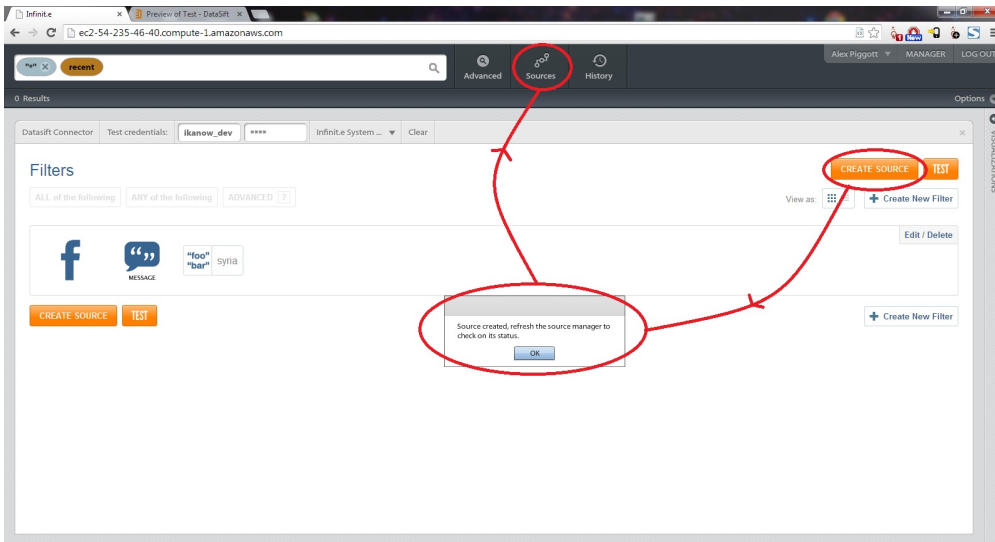 Infinit.e
Preview of Test - DataSift
ec2-54-235-46-40.compute-1.amazonaws.com
New
"*" X recent
Advanced Sources History
Alex Piggott MANAGER LOG OUT
0 Results
Options
Datasift Connector Test credentials: ikanow_dev **** Infinit.e System ... Clear
VISUALIZATIONS
Filters
CREATE SOURCE TEST
ALL of the following ANY of the following ADVANCED ?
View as: + Create New Filter
Edit / Delete
f
MESSAGE
"foo"
"bar"
syria
CREATE SOURCE TEST
+ Create New Filter
Source created, refresh the source manager to
check on its status.
OK